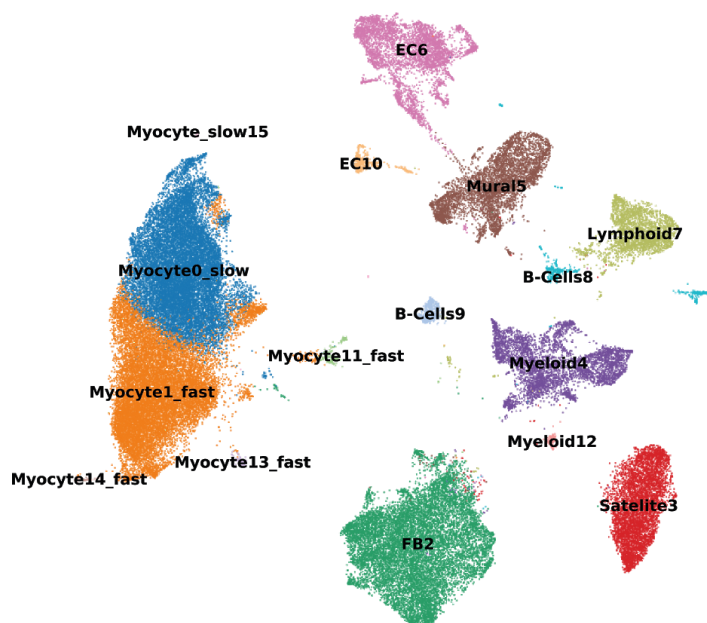 EC6
Myocyte_slow15
EC10
Mural5
Lymphoid7
Myocyte0_slow
B-Cells8
B-Cells9
Myocyte11_fast
Myeloid4
Myocyte1_fast
Myeloid12
Myocyte13_fast
Myocyte14_fast
Satelite3
FB2